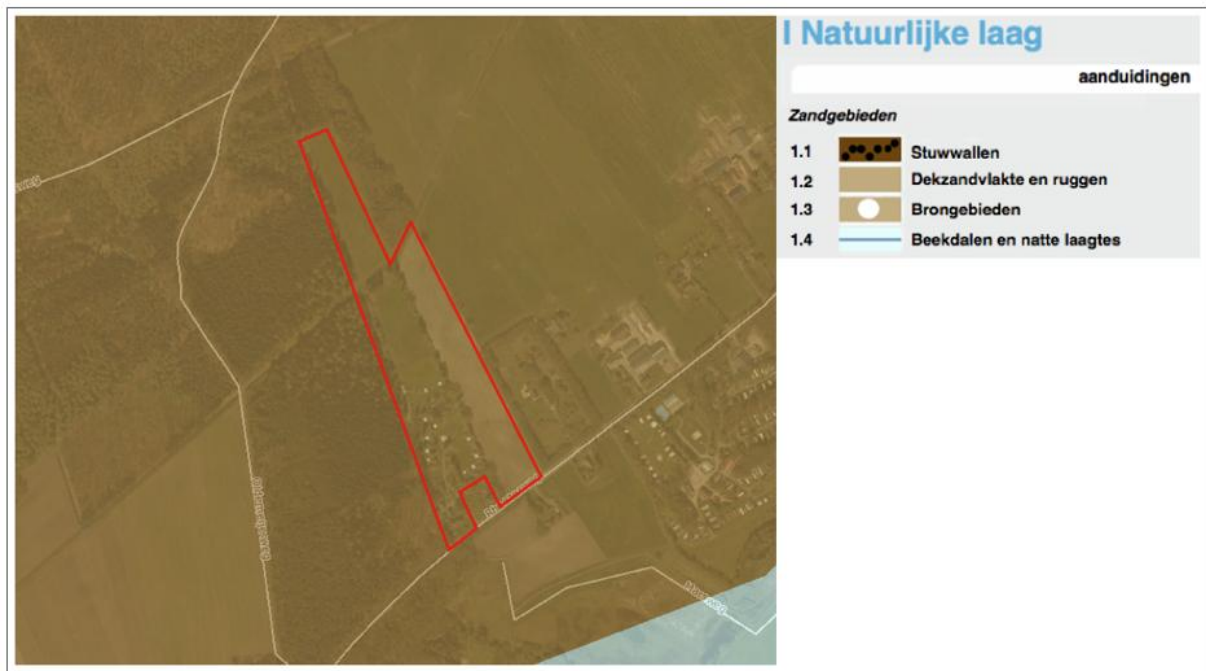 I Natuurlijke laag
aanduidingen
Zandgebieden
1.1 Stuwwallen
1.2 Dekzandvlakte en ruggen
1.3 Brongebieden
1.4 Beekdalen en natte laagtes